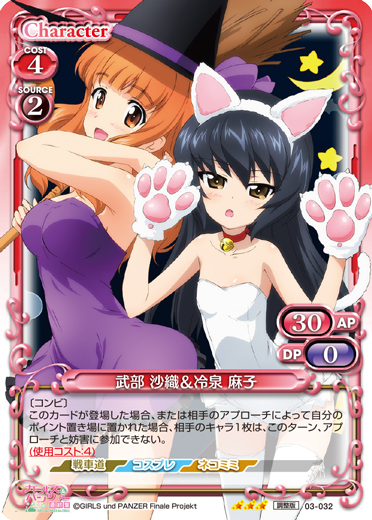 Character
COST
4
SOURCE
2
30 AP
DP 0
武部 沙織&冷泉 麻子
[コンビ]
このカードが登場した場合、または相手のアプローチによって自分の
ポイント置き場に置かれた場合、相手のキャラ1枚は、このターン、アプ
ローチと妨害に参加できない。
(使用コスト:4)
戦車道 コスプレ ネコミミ
©GIRLS und PANZER Finale Projekt 調整版 03-032